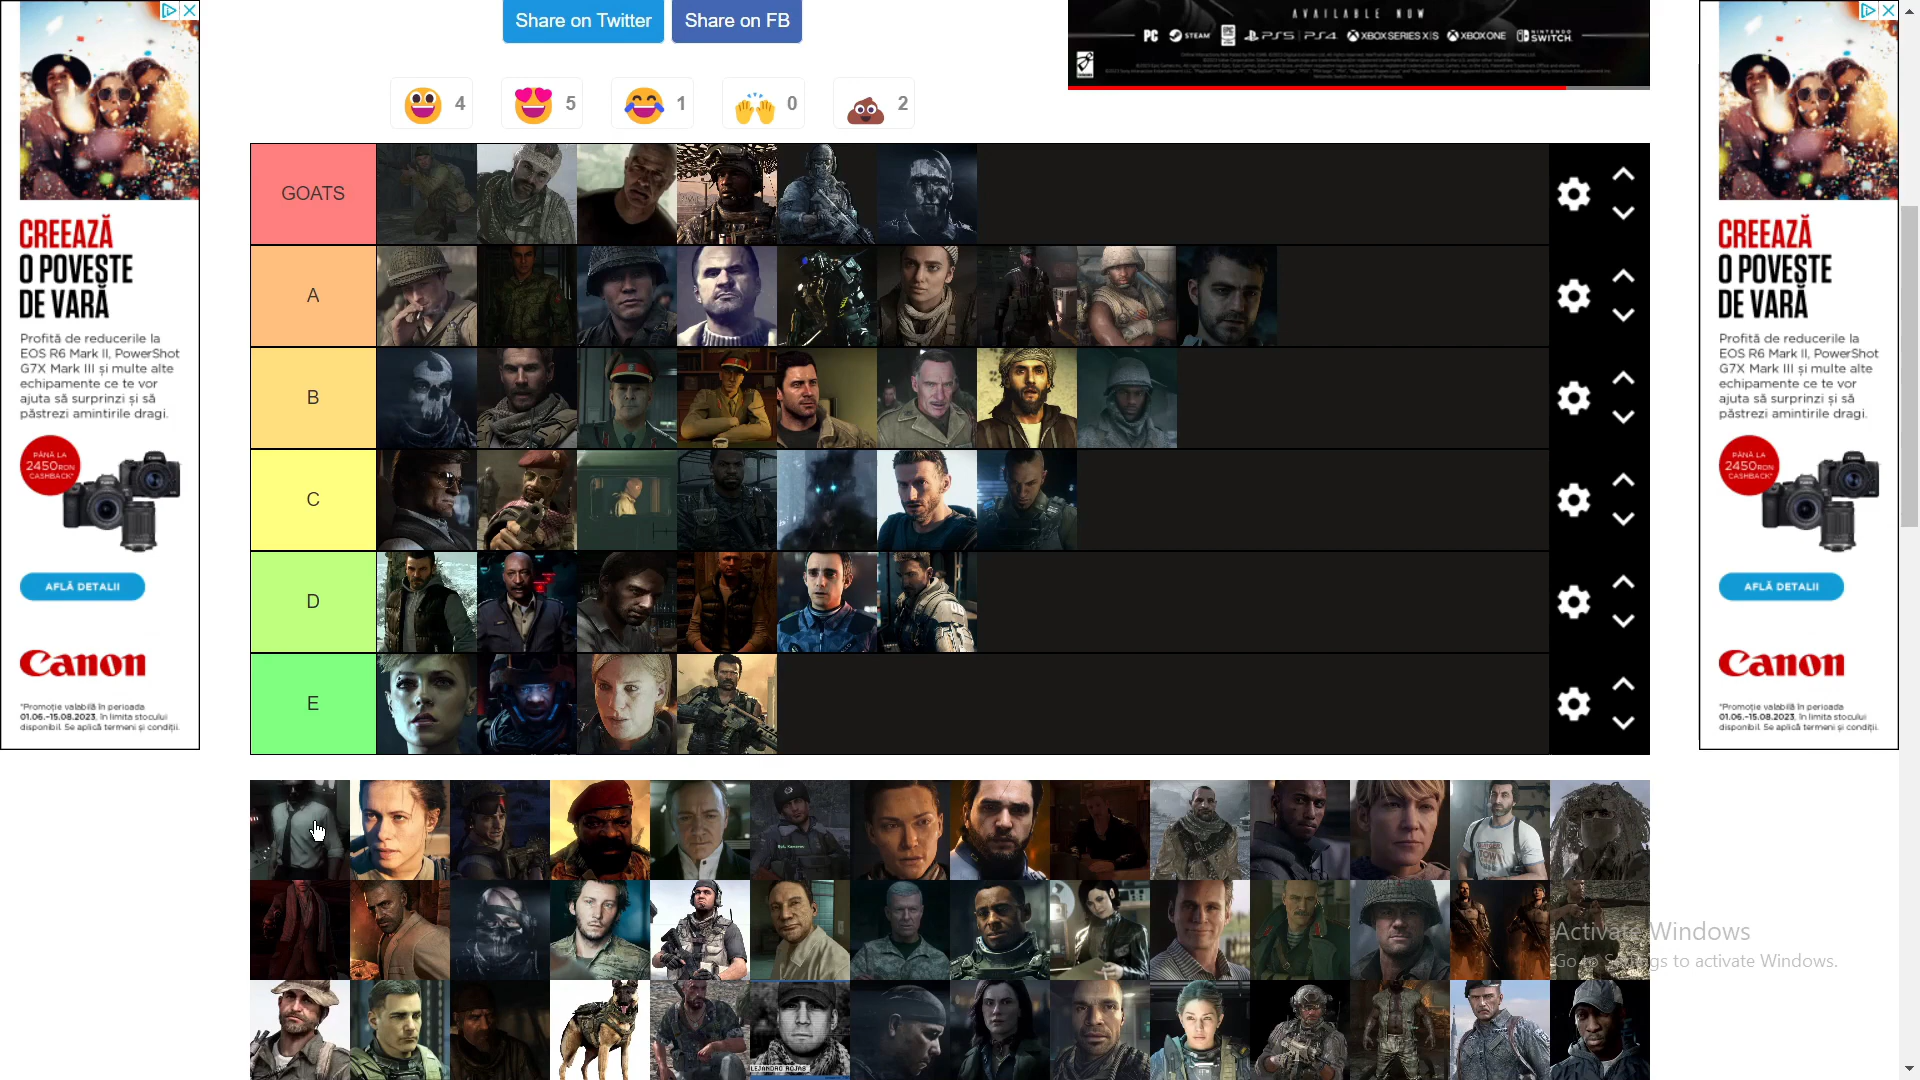 Share on Twitter
Share on FB
AVAILABLE NOW
PC STEAM PS5 PS4 XBOX SERIES X|S XBOX ONE NINTENDO SWITCH
4
5
1
0
2
GOATS
A
B
C
D
E
CREEAZĂ
O POVESTE
DE VARĂ
Profită de reducerile la
EOS R6 Mark II, PowerShot
G7X Mark III și multe alte
echipamente ce te vor
ajuta să surprinzi și să
păstrezi amintirile dragi.
PÂNĂ LA
2450RON
CASHBACK*
AFLĂ DETALII
Canon
*Promoție valabilă în perioada
01.06.-15.08.2023, în limita stocului
disponibil. Se aplică termeni și condiții.
CREEAZĂ
O POVESTE
DE VARĂ
Profită de reducerile la
EOS R6 Mark II, PowerShot
G7X Mark III și multe alte
echipamente ce te vor
ajuta să surprinzi și să
păstrezi amintirile dragi.
PÂNĂ LA
2450RON
CASHBACK*
AFLĂ DETALII
Canon
*Promoție valabilă în perioada
01.06.-15.08.2023, în limita stocului
disponibil. Se aplică termeni și condiții.
Activate Windows
Go to Settings to activate Windows.
LEJANDRO ROJAS